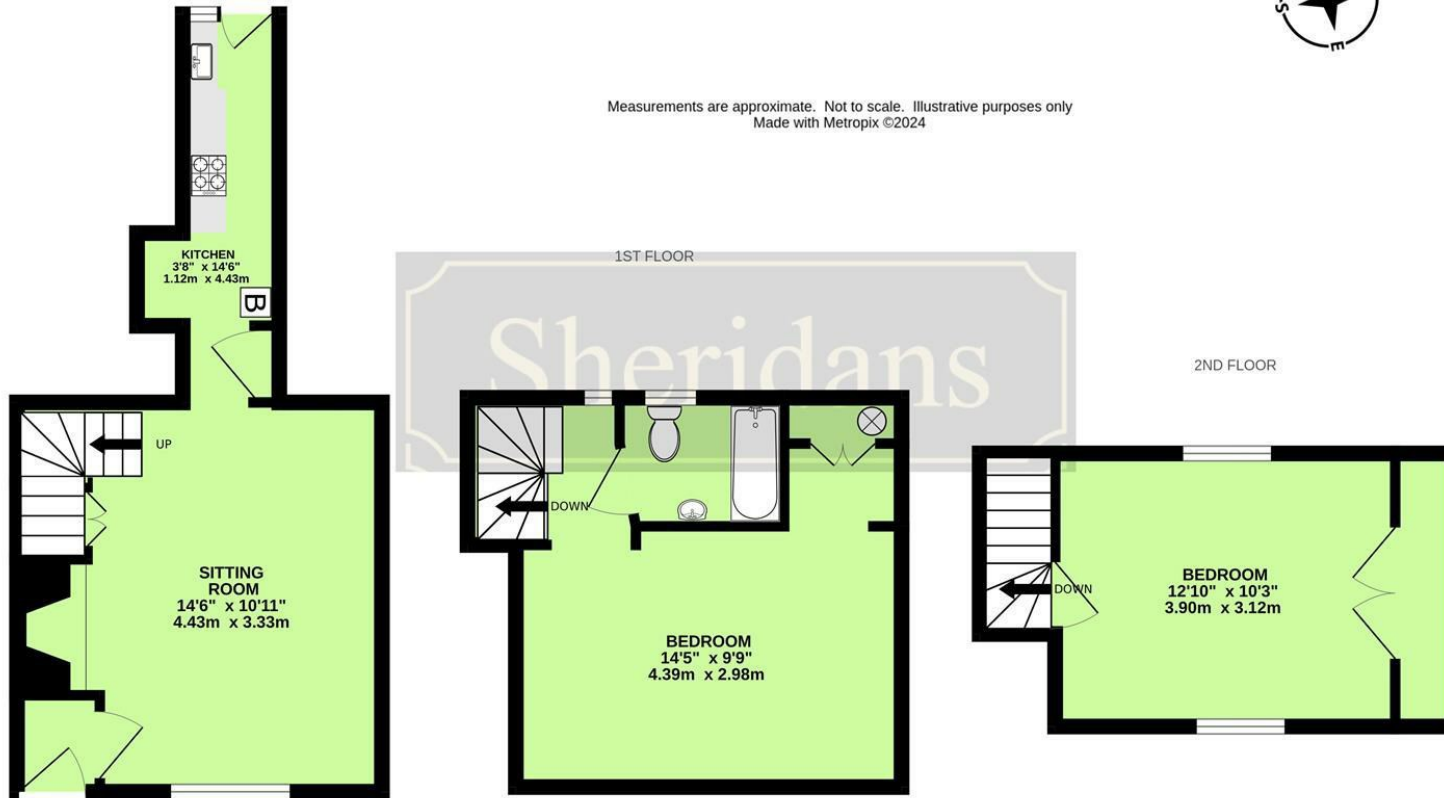 S
E
Measurements are approximate. Not to scale. Illustrative purposes only
Made with Metropix ©2024
KITCHEN
3'8" x 14'6"
1.12m x 4.43m
B
UP
SITTING
ROOM
14'6" x 10'11"
4.43m x 3.33m
1ST FLOOR
Sheridans
DOWN
BEDROOM
14'5" x 9'9"
4.39m x 2.98m
2ND FLOOR
DOWN
BEDROOM
12'10" x 10'3"
3.90m x 3.12m